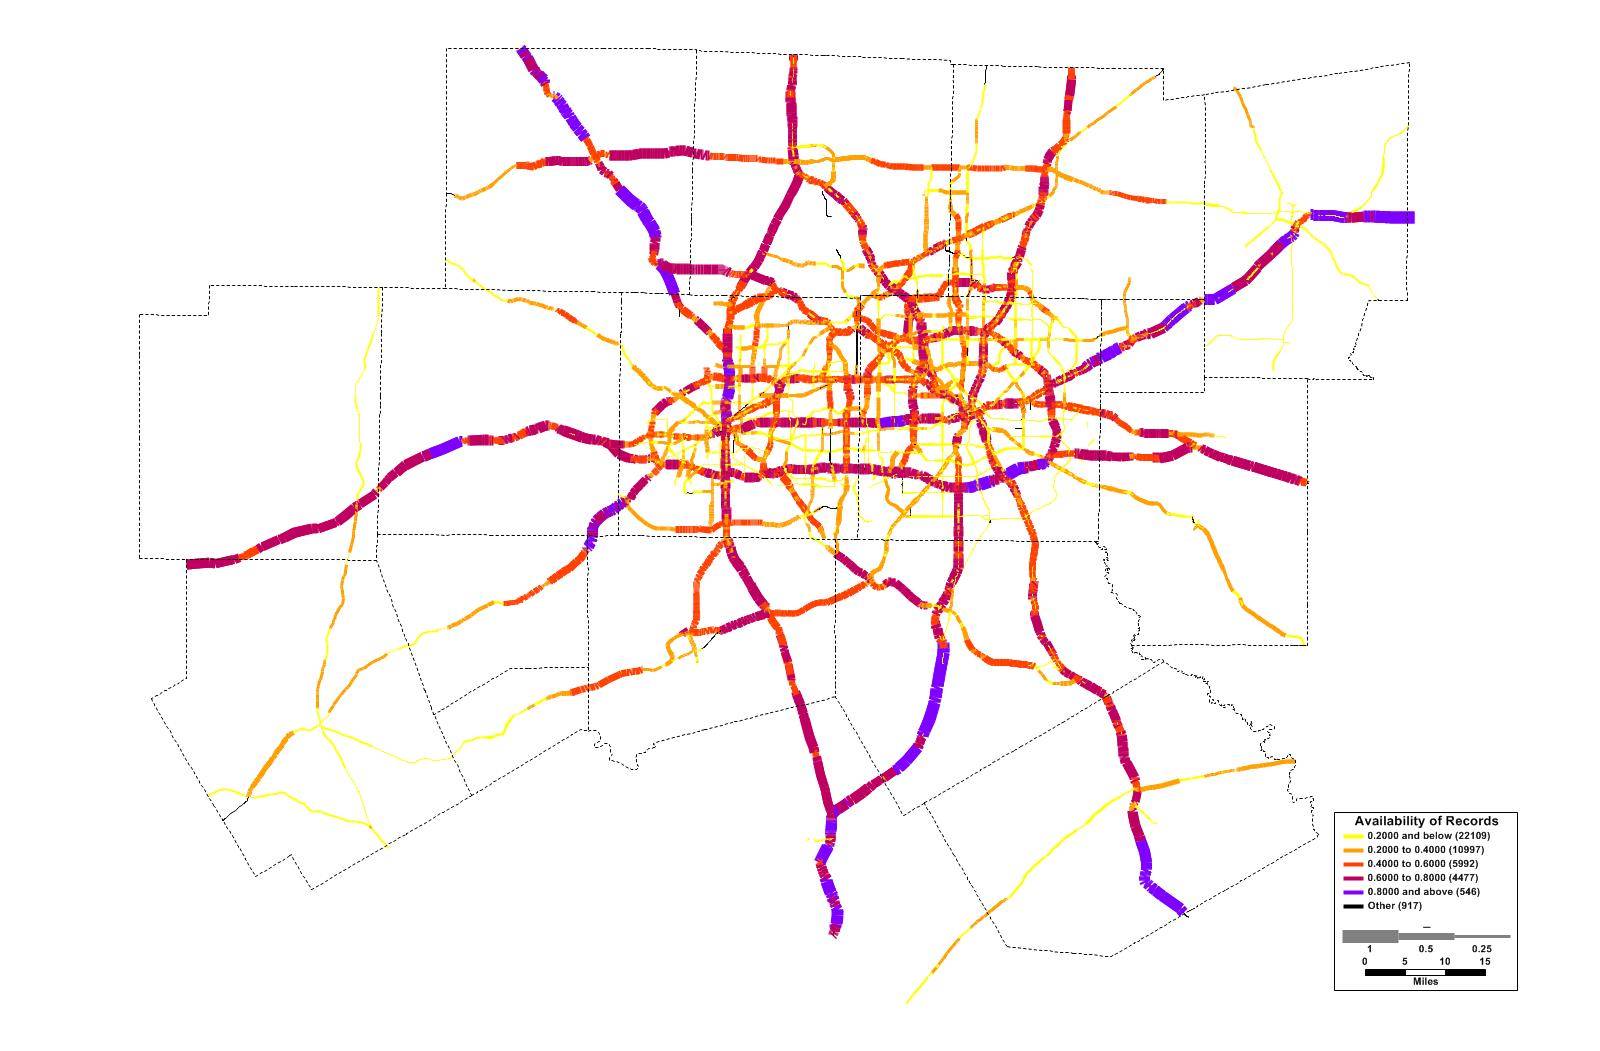 Availability of Records
0.2000 and below (22109)
0.2000 to 0.4000 (10997)
0.4000 to 0.6000 (5992)
0.6000 to 0.8000 (4477)
0.8000 and above (546)
Other (917)
1 0.5 0.25
0 5 10 15
Miles